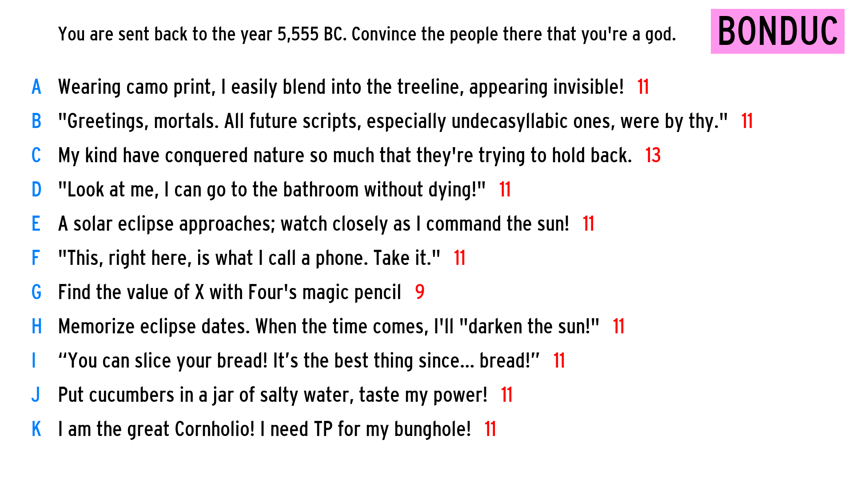 You are sent back to the year 5,555 BC. Convince the people there that you're a god.
BONDUC
A Wearing camo print, I easily blend into the treeline, appearing invisible! 11
B "Greetings, mortals. All future scripts, especially undecasyllabic ones, were by thy." 11
C My kind have conquered nature so much that they're trying to hold back. 13
D "Look at me, I can go to the bathroom without dying!" 11
E A solar eclipse approaches; watch closely as I command the sun! 11
F "This, right here, is what I call a phone. Take it." 11
G Find the value of X with Four's magic pencil 9
H Memorize eclipse dates. When the time comes, I'll "darken the sun!" 11
I “You can slice your bread! It’s the best thing since... bread!” 11
J Put cucumbers in a jar of salty water, taste my power! 11
K I am the great Cornholio! I need TP for my bunghole! 11